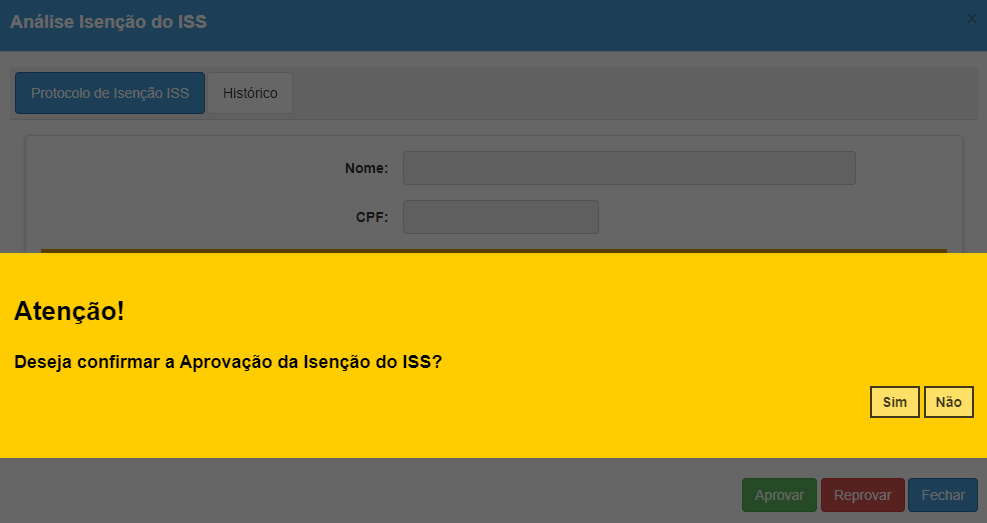 Análise Isenção do ISS ×
Protocolo de Isenção ISS Histórico
Nome:
CPF:
Atenção!
Deseja confirmar a Aprovação da Isenção do ISS?
Sim Não
Aprovar Reprovar Fechar